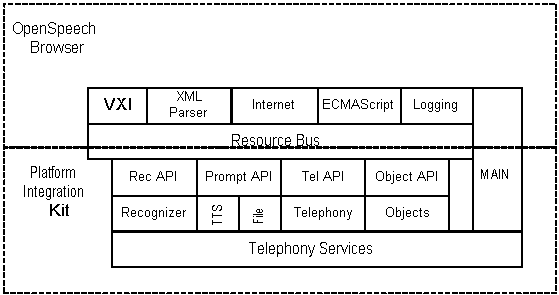 OpenSpeech
Browser
VXI
XML
Parser
Internet
ECMAScript
Logging
Resource Bus
Platform
Integration
Kit
Rec API
Prompt API
Tel API
Object API
MAIN
Recognizer
TTS
File
Telephony
Objects
Telephony Services